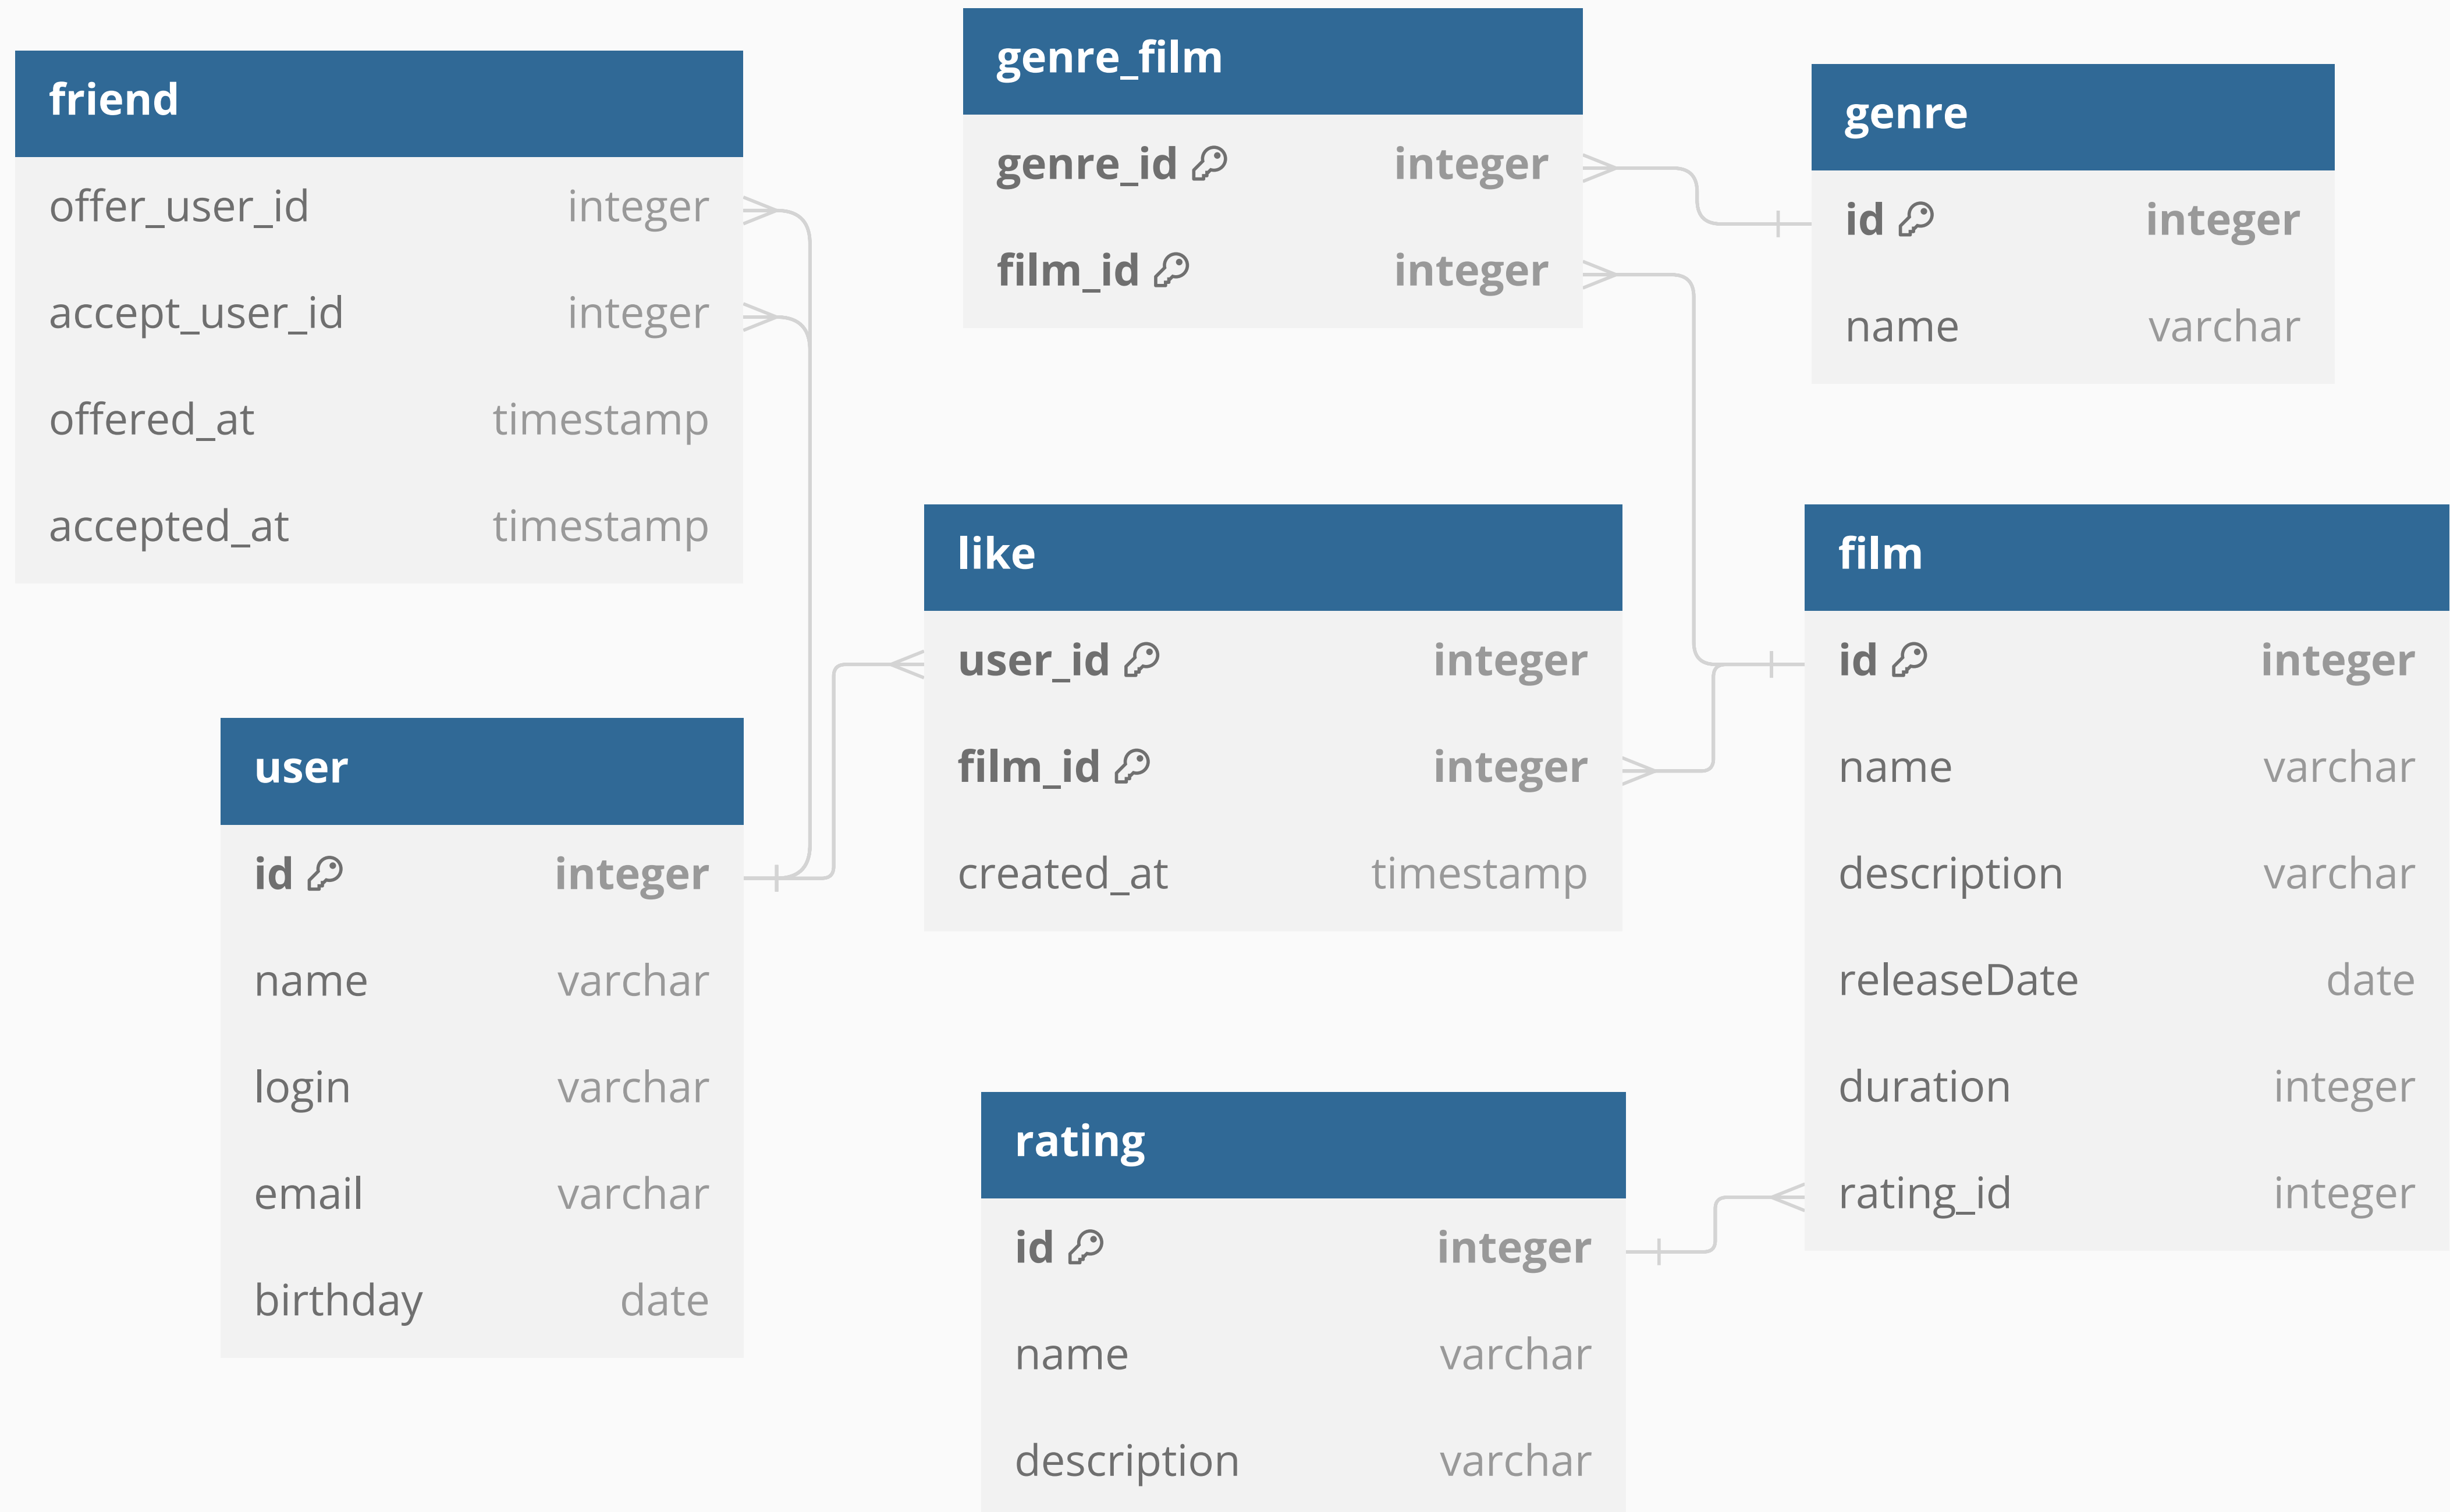 friend
offer_user_id integer
accept_user_id integer
offered_at timestamp
accepted_at timestamp
genre_film
genre_id integer
film_id integer
genre
id integer
name varchar
like
user_id integer
film_id integer
created_at timestamp
film
id integer
name varchar
description varchar
releaseDate date
duration integer
rating_id integer
user
id integer
name varchar
login varchar
email varchar
birthday date
rating
id integer
name varchar
description varchar